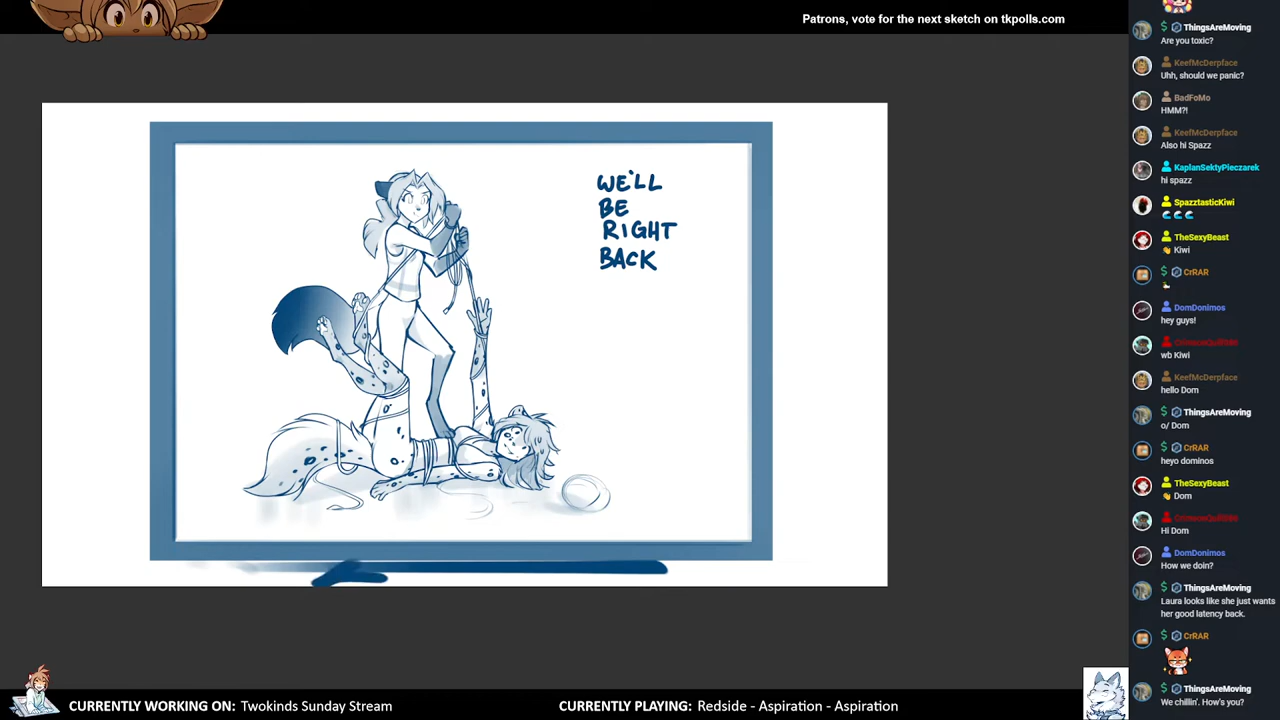 Patrons, vote for the next sketch on tkpolls.com
WE'LL
BE
RIGHT
BACK
ThingsAreMoving
Are you toxic?
KeefMcDerpface
Uhh, should we panic?
BadFoMo
HMM?!
KeefMcDerpface
Also hi Spazz
KaplanSektyPieczarek
hi spazz
SpazztasticKiwi
TheSexyBeast
Kiwi
CrRAR
DomDonimos
hey guys!
wb Kiwi
KeefMcDerpface
hello Dom
ThingsAreMoving
o/ Dom
CrRAR
heyo dominos
TheSexyBeast
Dom
Hi Dom
DomDonimos
How we doin?
ThingsAreMoving
Laura looks like she just wants
her good latency back.
CrRAR
ThingsAreMoving
We chillin'. How's you?
CURRENTLY WORKING ON: Twokinds Sunday Stream
CURRENTLY PLAYING: Redside - Aspiration - Aspiration